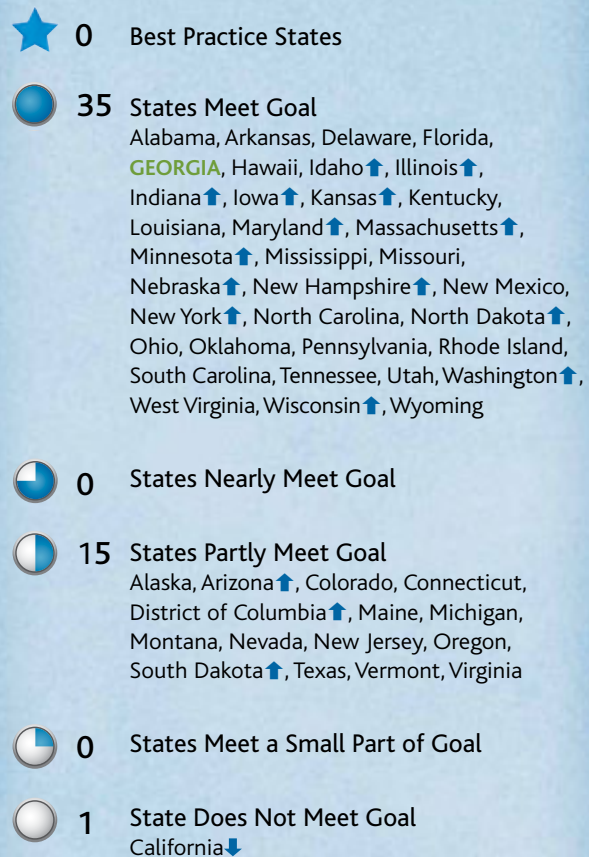 0 Best Practice States
35 States Meet Goal
Alabama, Arkansas, Delaware, Florida,
GEORGIA, Hawaii, Idaho⬆, Illinois⬆,
Indiana⬆, Iowa⬆, Kansas⬆, Kentucky,
Louisiana, Maryland⬆, Massachusetts⬆,
Minnesota⬆, Mississippi, Missouri,
Nebraska⬆, New Hampshire⬆, New Mexico,
New York⬆, North Carolina, North Dakota⬆,
Ohio, Oklahoma, Pennsylvania, Rhode Island,
South Carolina, Tennessee, Utah, Washington⬆,
West Virginia, Wisconsin⬆, Wyoming
0 States Nearly Meet Goal
15 States Partly Meet Goal
Alaska, Arizona⬆, Colorado, Connecticut,
District of Columbia⬆, Maine, Michigan,
Montana, Nevada, New Jersey, Oregon,
South Dakota⬆, Texas, Vermont, Virginia
0 States Meet a Small Part of Goal
1 State Does Not Meet Goal
California⬇